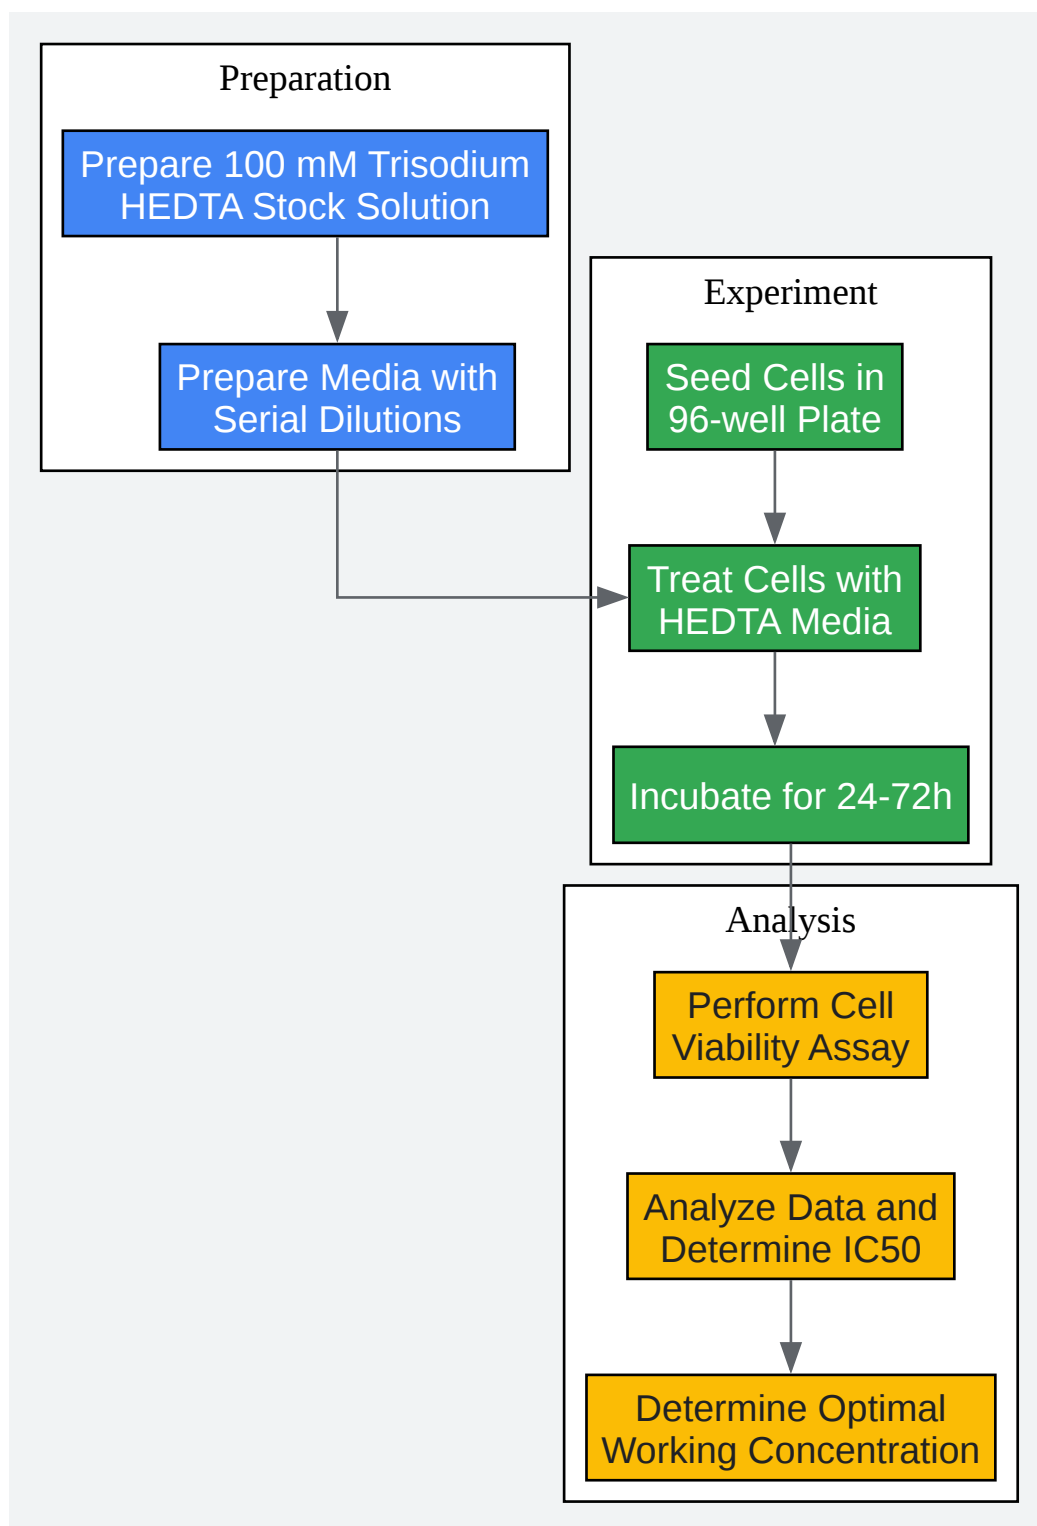 Preparation
Prepare 100 mM Trisodium
HEDTA Stock Solution
Prepare Media with
Serial Dilutions
Experiment
Seed Cells in
96-well Plate
Treat Cells with
HEDTA Media
Incubate for 24-72h
Analysis
Perform Cell
Viability Assay
Analyze Data and
Determine IC50
Determine Optimal
Working Concentration